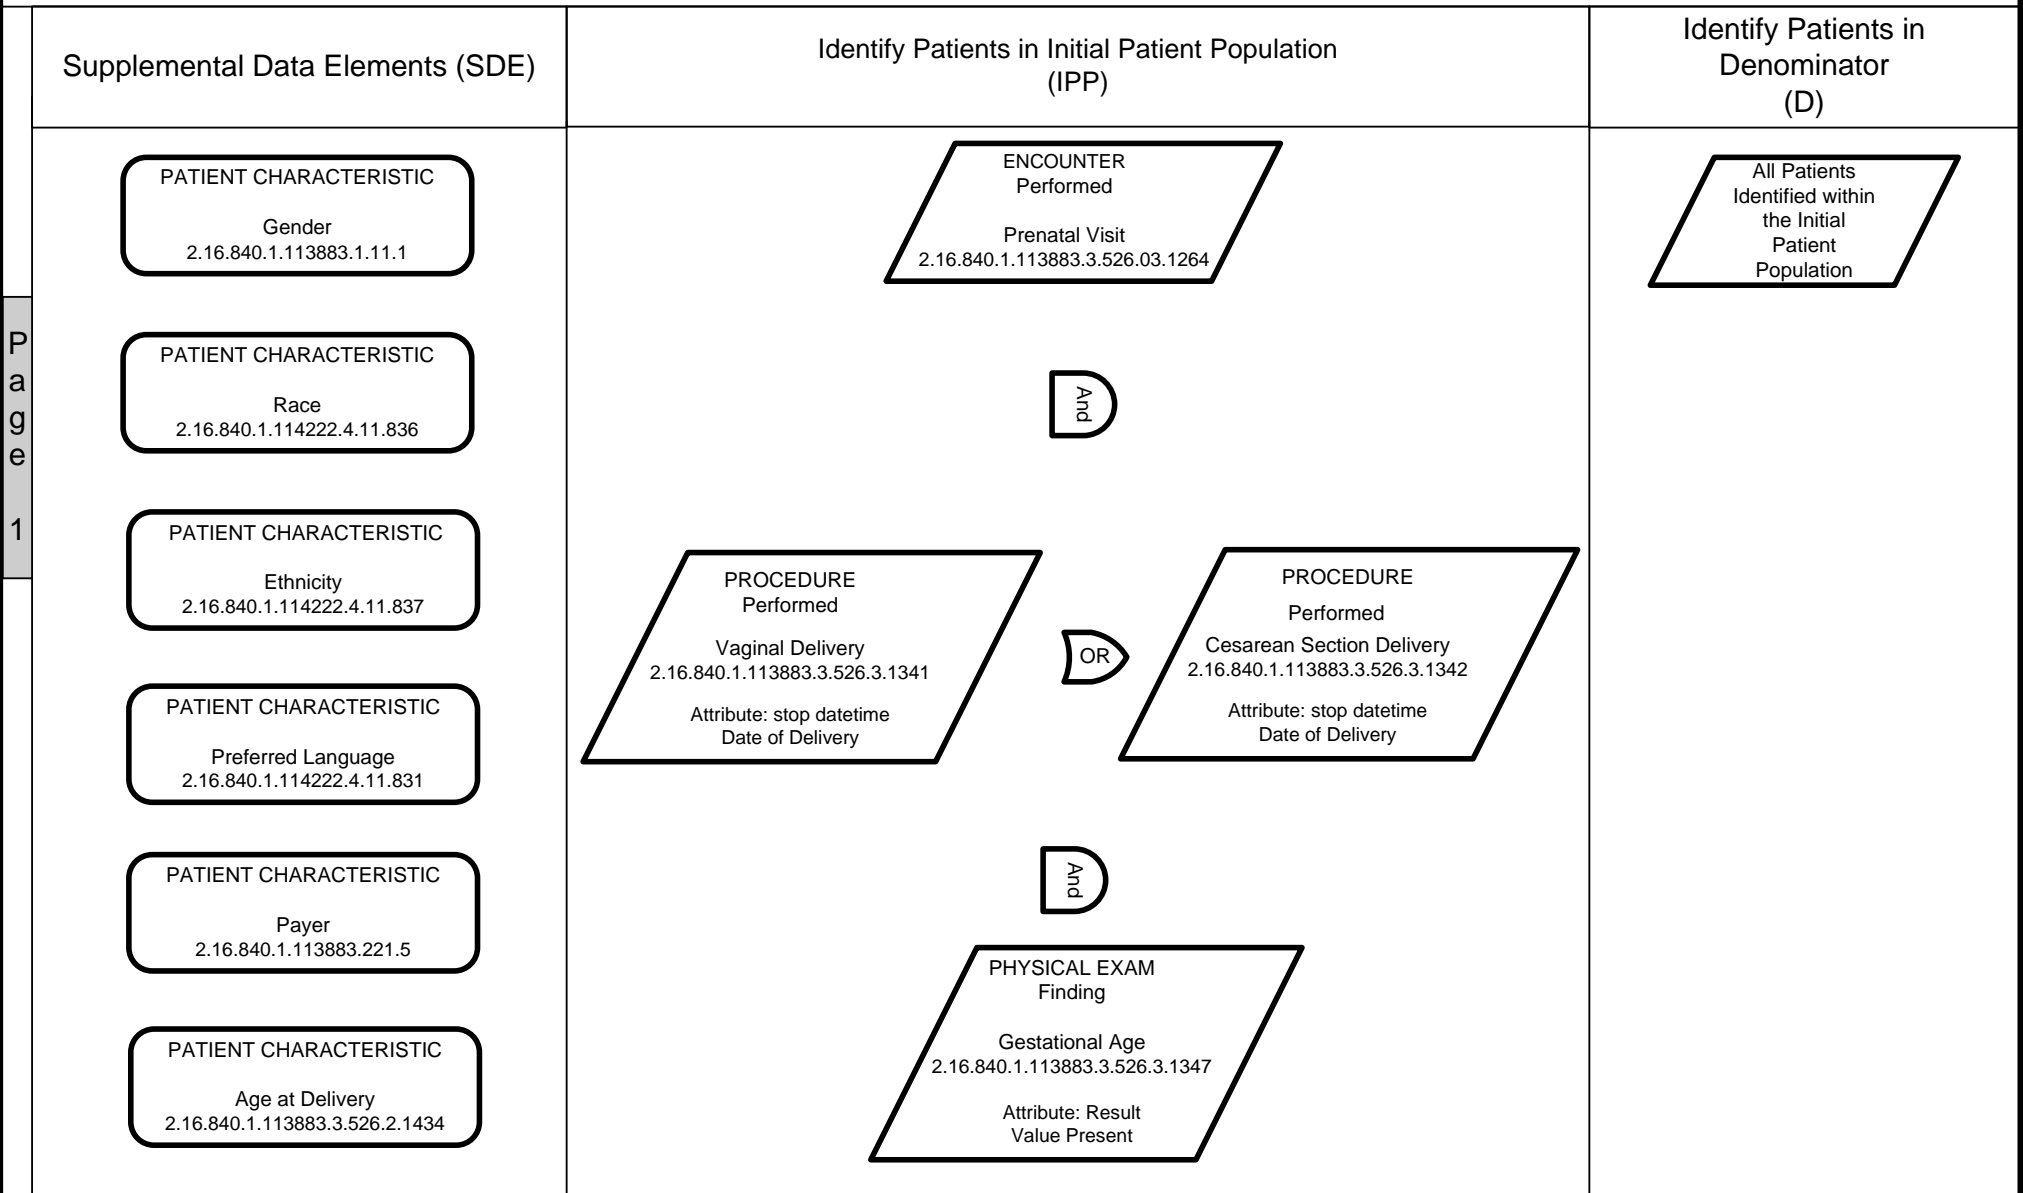 Supplemental Data Elements (SDE)
Identify Patients in Initial Patient Population
(IPP)
Identify Patients in
Denominator
(D)
Page 1
PATIENT CHARACTERISTIC
Gender
2.16.840.1.113883.1.11.1
PATIENT CHARACTERISTIC
Race
2.16.840.1.114222.4.11.836
PATIENT CHARACTERISTIC
Ethnicity
2.16.840.1.114222.4.11.837
PATIENT CHARACTERISTIC
Preferred Language
2.16.840.1.114222.4.11.831
PATIENT CHARACTERISTIC
Payer
2.16.840.1.113883.221.5
PATIENT CHARACTERISTIC
Age at Delivery
2.16.840.1.113883.3.526.2.1434
ENCOUNTER
Performed
Prenatal Visit
2.16.840.1.113883.3.526.03.1264
And
PROCEDURE
Performed
Vaginal Delivery
2.16.840.1.113883.3.526.3.1341
Attribute: stop datetime
Date of Delivery
OR
PROCEDURE
Performed
Cesarean Section Delivery
2.16.840.1.113883.3.526.3.1342
Attribute: stop datetime
Date of Delivery
And
PHYSICAL EXAM
Finding
Gestational Age
2.16.840.1.113883.3.526.3.1347
Attribute: Result
Value Present
All Patients
Identified within
the Initial
Patient
Population